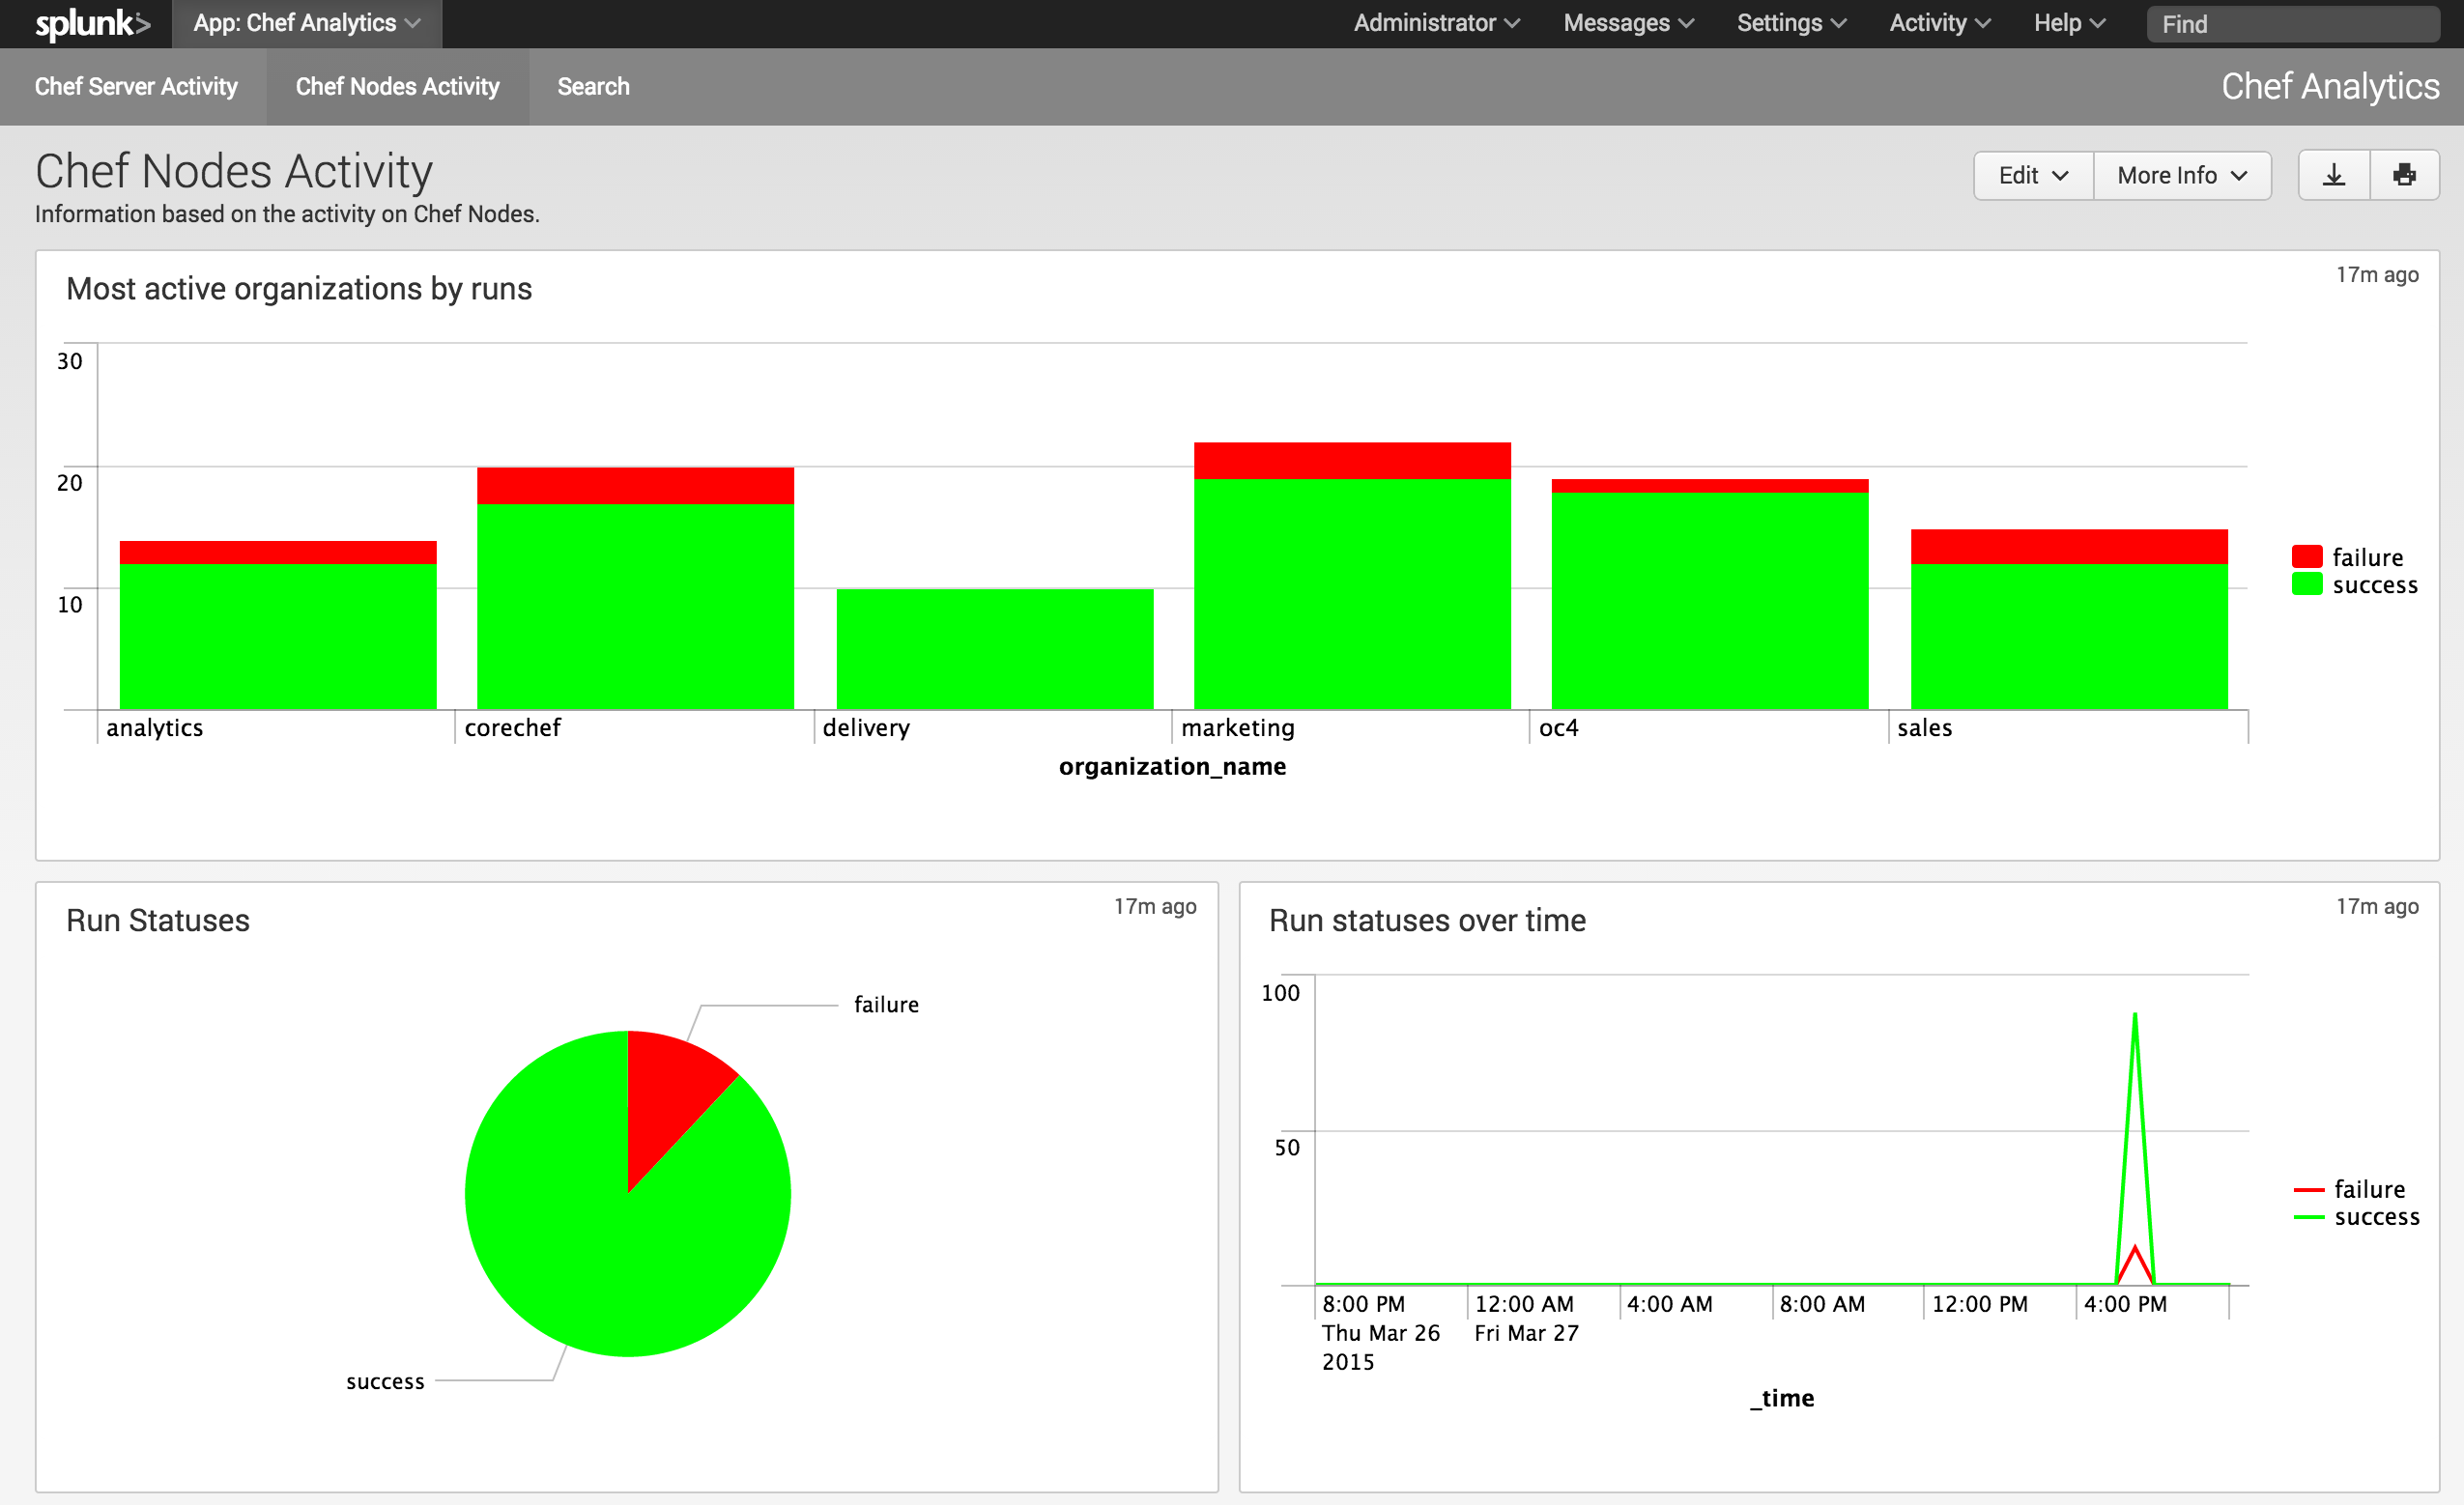 splunk> App: Chef Analytics Administrator Messages Settings Activity Help Find
Chef Server Activity Chef Nodes Activity Search Chef Analytics
Chef Nodes Activity
Edit More Info
Information based on the activity on Chef Nodes.
Most active organizations by runs 17m ago
30
20
10
failure
success
analytics corechef delivery marketing oc4 sales
organization_name
Run Statuses 17m ago
failure
success
Run statuses over time 17m ago
100
50
failure
success
8:00 PM 12:00 AM 4:00 AM 8:00 AM 12:00 PM 4:00 PM
Thu Mar 26 Fri Mar 27
2015
_time